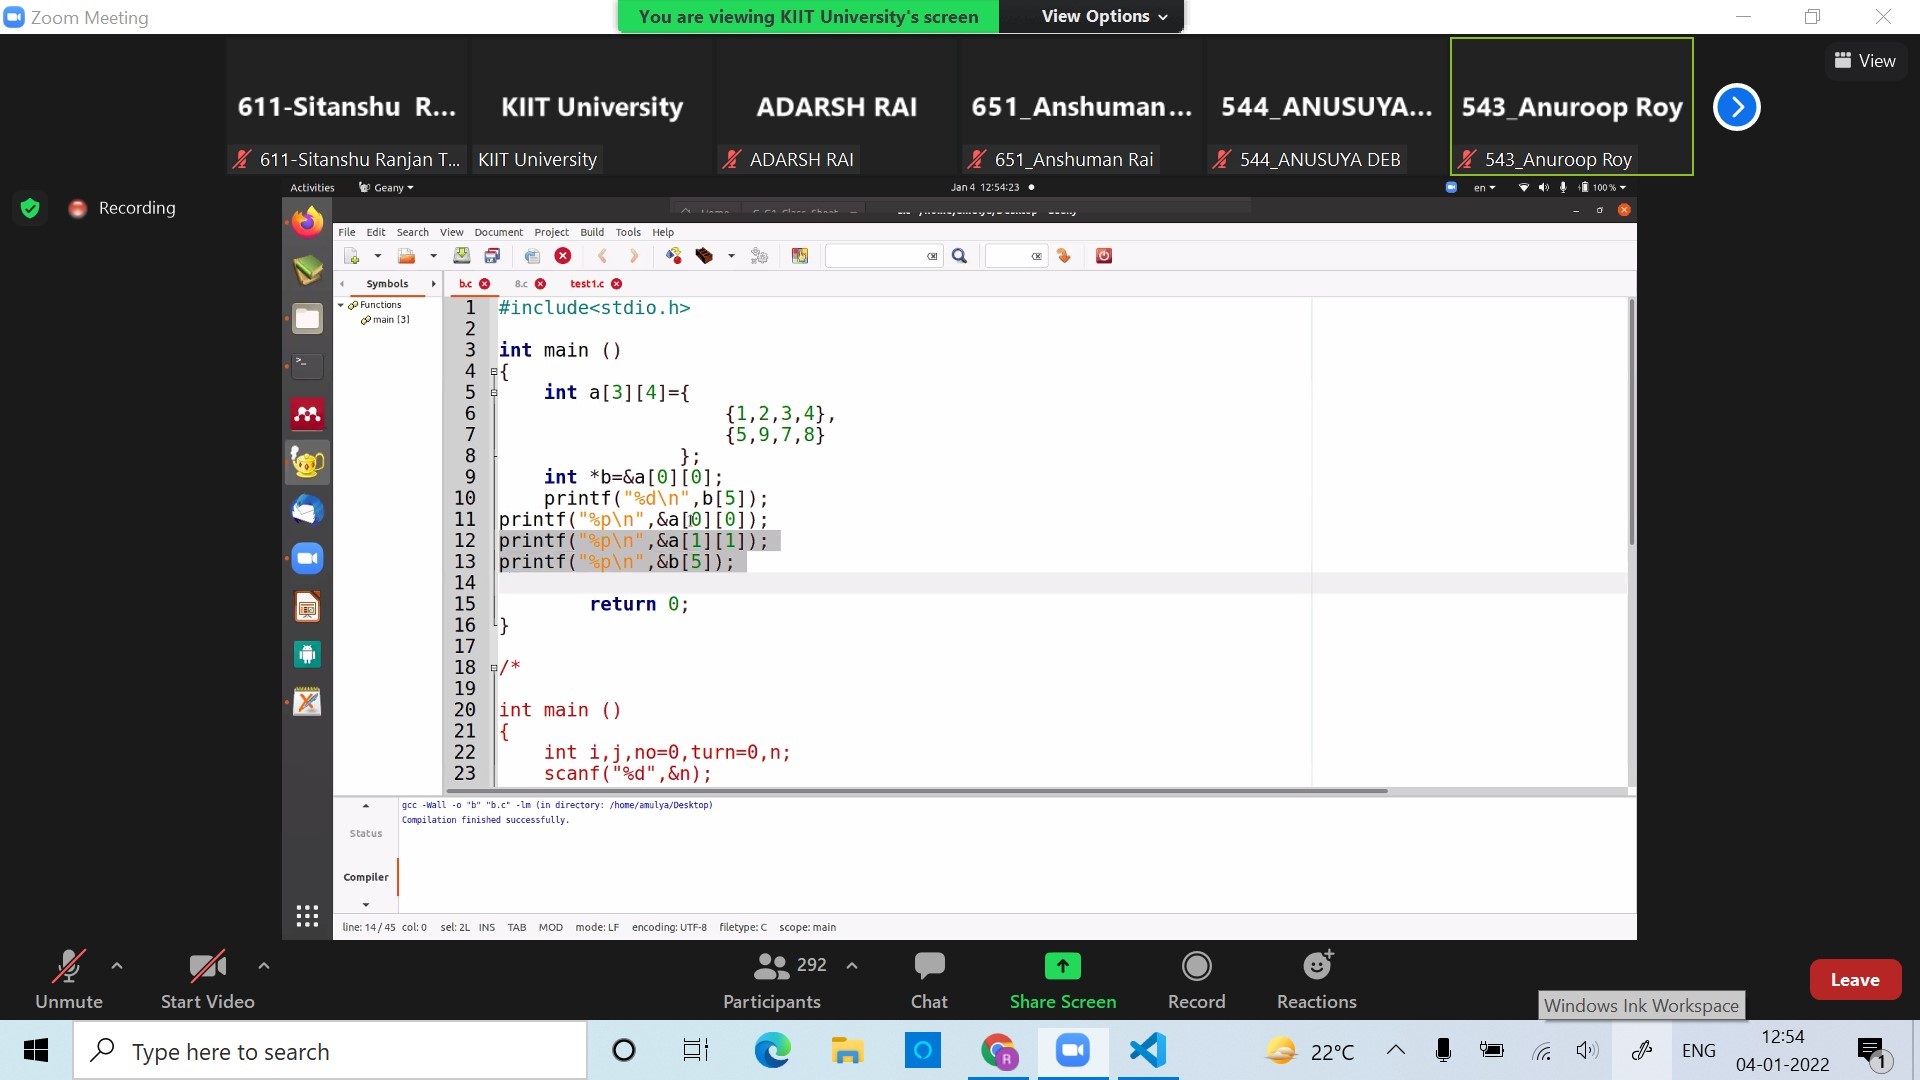 Zoom Meeting
You are viewing KIIT University's screen
View Options
View
611-Sitanshu R...
KIIT University
ADARSH RAI
651_Anshuman...
544_ANUSUYA...
543_Anuroop Roy
611-Sitanshu Ranjan T...
KIIT University
ADARSH RAI
651_Anshuman Rai
544_ANUSUYA DEB
543_Anuroop Roy
Recording
Activities
Geany
Jan 4 12:54:23
en
100 %
File Edit Search View Document Project Build Tools Help
Symbols
b.c
8.c
test1.c
Functions
main [3]
1 #include<stdio.h>
2
3 int main ()
4 {
5 int a[3][4]={
6 {1,2,3,4},
7 {5,9,7,8}
8 };
9 int *b=&a[0][0];
10 printf("%d\n",b[5]);
11 printf("%p\n",&a[0][0]);
12 printf("%p\n",&a[1][1]);
13 printf("%p\n",&b[5]);
14
15 return 0;
16 }
17
18 /*
19
20 int main ()
21 {
22 int i,j,no=0,turn=0,n;
23 scanf("%d",&n);
Status
Compiler
gcc -Wall -o "b" "b.c" -lm (in directory: /home/amulya/Desktop)
Compilation finished successfully.
line: 14 / 45 col: 0 sel: 2L INS TAB MOD mode: LF encoding: UTF-8 filetype: C scope: main
Unmute
Start Video
292
Participants
Chat
Share Screen
Record
Reactions
Leave
Windows Ink Workspace
Type here to search
R
22°C
ENG
12:54
04-01-2022
1